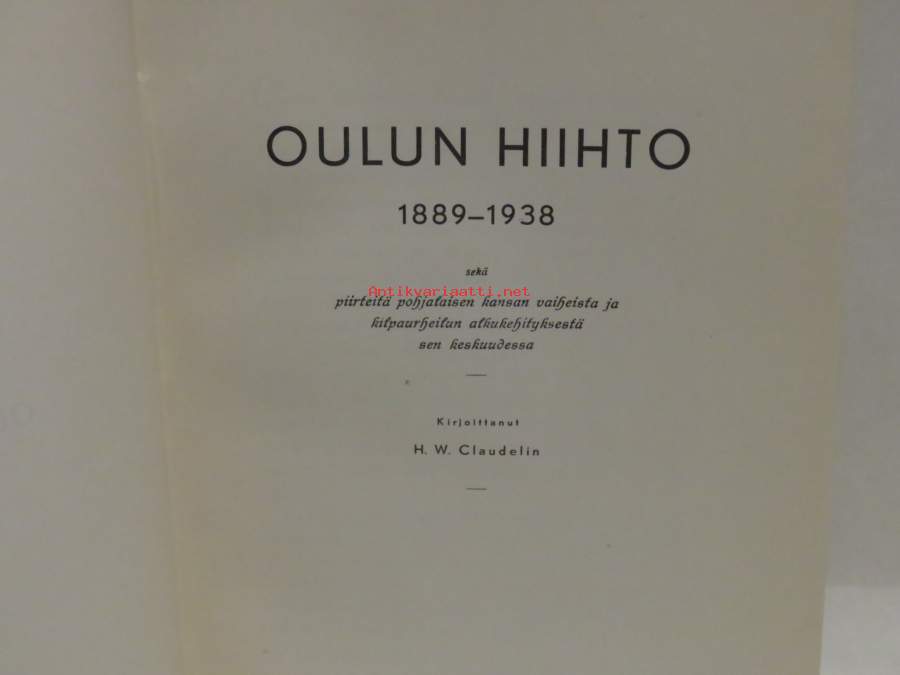 OULUN HIIHTO
1889–1938
sekä
Antikvariaatti.net
piirteitä pohjalaisen kansan vaiheista ja
kilpaurheilun alkukehityksestä
sen keskuudessa
Kirjoittanut
H. W. Claudelin